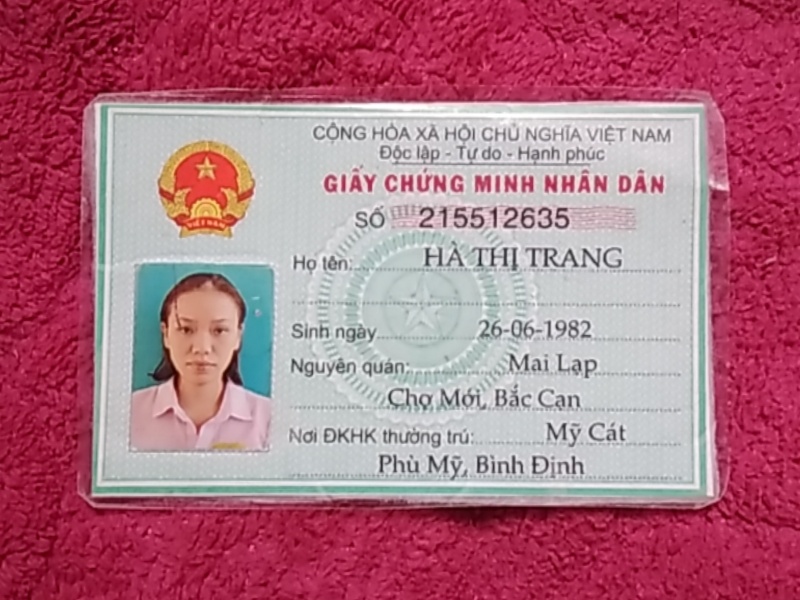 CỘNG HÒA XÃ HỘI CHỦ NGHĨA VIỆT NAM
Độc lập - Tự do - Hạnh phúc
GIẤY CHỨNG MINH NHÂN DÂN
SỐ 215512635
Họ tên: HÀ THỊ TRANG
Sinh ngày 26-06-1982
Nguyên quán: Mai Lạp
Chợ Mới, Bắc Cạn
Nơi ĐKHK thường trú: Mỹ Cát
Phù Mỹ, Bình Định
VIỆT NAM